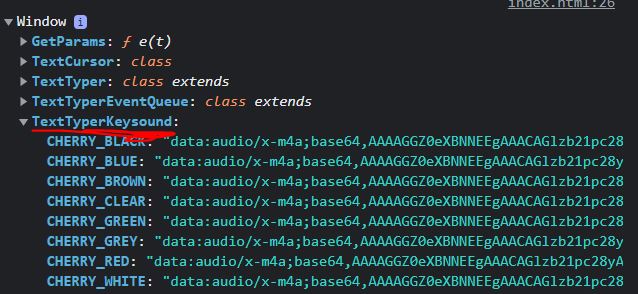 index.html:26
Window i
GetParams: ƒ e(t)
TextCursor: class
TextTyper: class extends
TextTyperEventQueue: class extends
TextTyperKeysound:
CHERRY_BLACK: "data:audio/x-m4a;base64,AAAAGGZ0eXBNNEEgAAACAGlzb21pc28
CHERRY_BLUE: "data:audio/x-m4a;base64,AAAAGGZ0eXBNNEEgAAACAGlzb21pc28y
CHERRY_BROWN: "data:audio/x-m4a;base64,AAAAGGZ0eXBNNEEgAAACAGlzb21pc28
CHERRY_CLEAR: "data:audio/x-m4a;base64,AAAAGGZ0eXBNNEEgAAACAGlzb21pc28
CHERRY_GREEN: "data:audio/x-m4a;base64,AAAAGGZ0eXBNNEEgAAACAGlzb21pc28
CHERRY_GREY: "data:audio/x-m4a;base64,AAAAGGZ0eXBNNEEgAAACAGlzb21pc28y
CHERRY_RED: "data:audio/x-m4a;base64,AAAAGGZ0eXBNNEEgAAACAGlzb21pc28yA
CHERRY_WHITE: "data:audio/x-m4a;base64,AAAAGGZ0eXBNNEEgAAACAGlzb21pc28